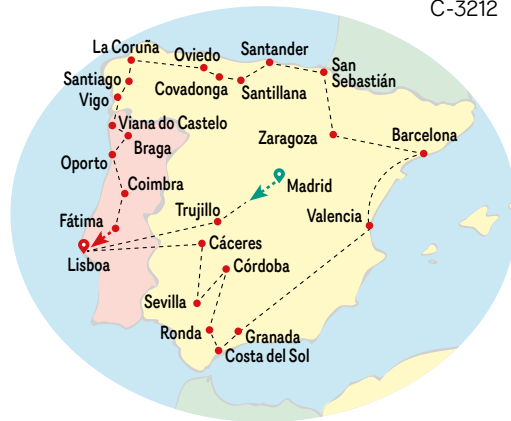 C-3212
La Coruña
Oviedo
Santander
San
Sebastián
Santiago
Covadonga
Santillana
Vigo
Viana do Castelo
Braga
Zaragoza
Barcelona
Oporto
Coimbra
Madrid
Trujillo
Valencia
Fátima
Lisboa
Cáceres
Córdoba
Sevilla
Ronda
Granada
Costa del Sol